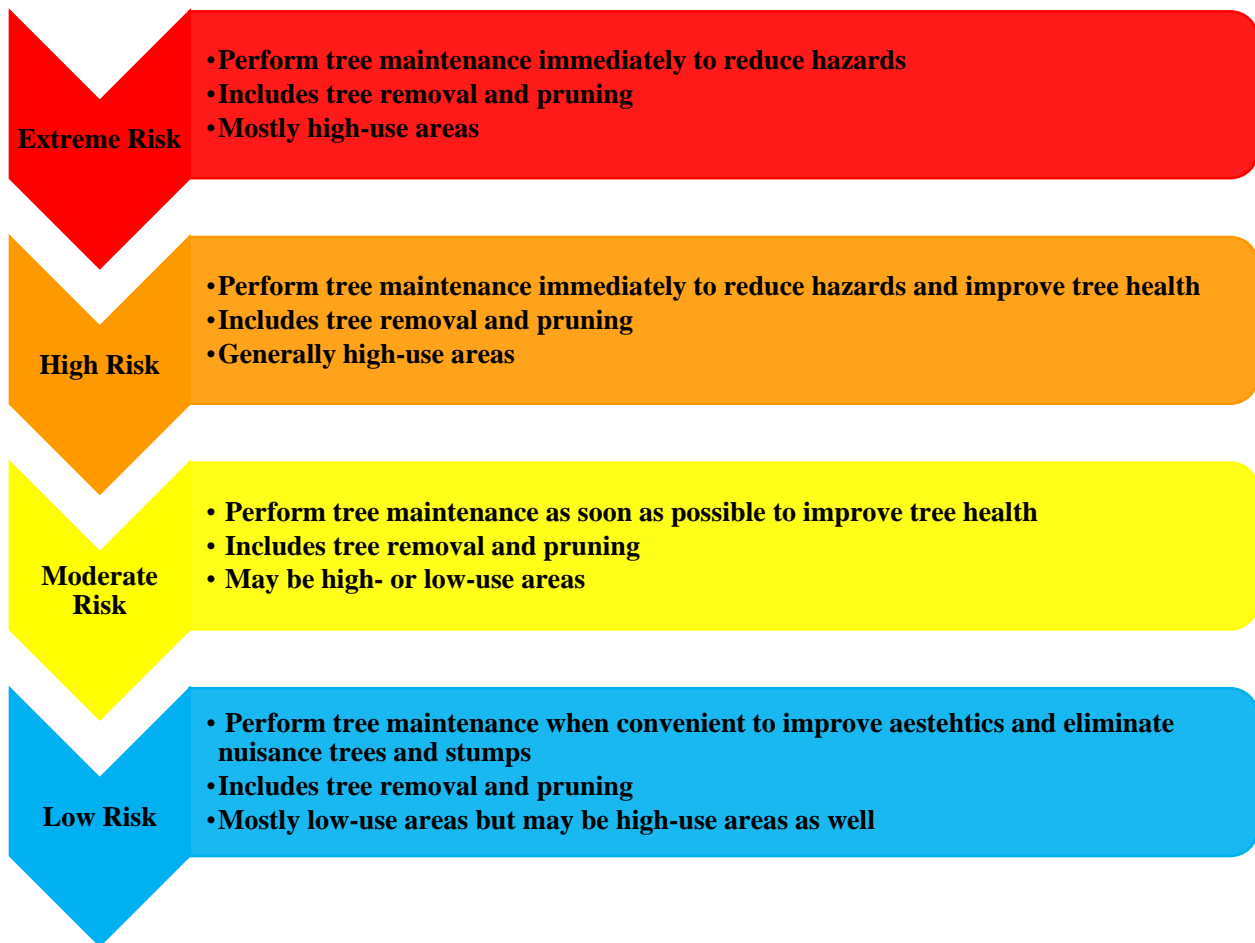 Extreme Risk
•Perform tree maintenance immediately to reduce hazards
•Includes tree removal and pruning
•Mostly high-use areas
High Risk
•Perform tree maintenance immediately to reduce hazards and improve tree health
•Includes tree removal and pruning
•Generally high-use areas
Moderate
Risk
• Perform tree maintenance as soon as possible to improve tree health
• Includes tree removal and pruning
• May be high- or low-use areas
Low Risk
• Perform tree maintenance when convenient to improve aestehtics and eliminate
nuisance trees and stumps
•Includes tree removal and pruning
•Mostly low-use areas but may be high-use areas as well